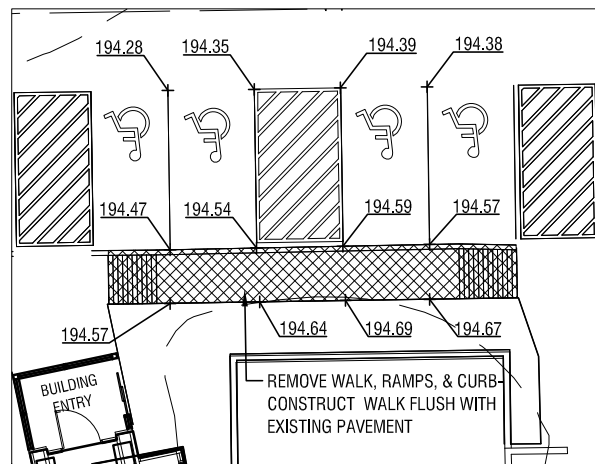 194.28
194.35
194.39
194.38
194.47
194.54
194.59
194.57
194.57
194.64
194.69
194.67
BUILDING
ENTRY
REMOVE WALK, RAMPS, & CURB-
CONSTRUCT WALK FLUSH WITH
EXISTING PAVEMENT